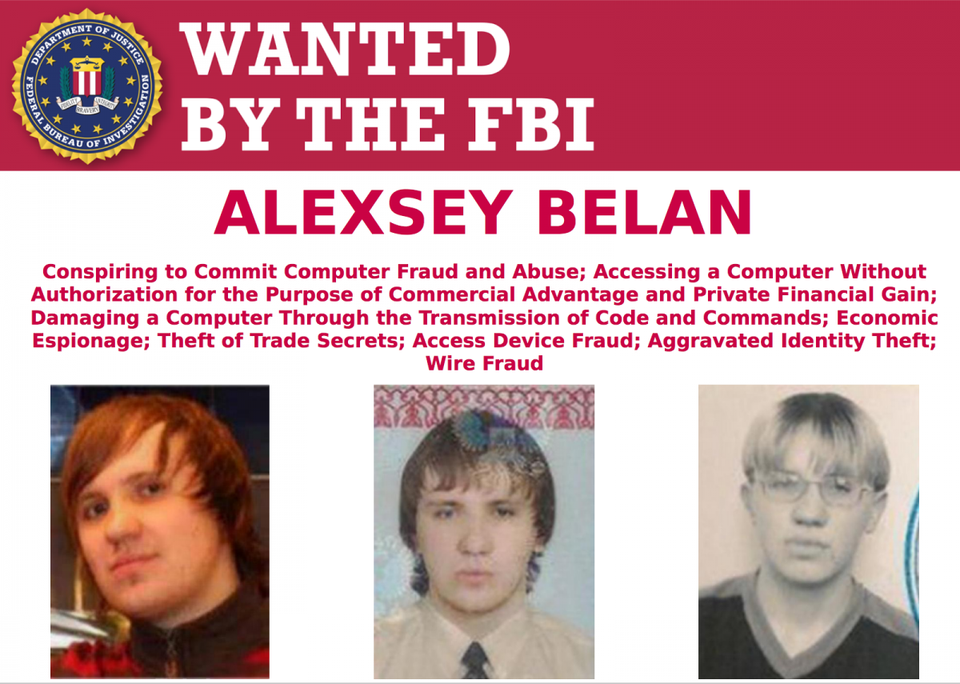 DEPARTMENT OF JUSTICE
FEDERAL BUREAU OF INVESTIGATION
WANTED
BY THE FBI
ALEXSEY BELAN
Conspiring to Commit Computer Fraud and Abuse; Accessing a Computer Without
Authorization for the Purpose of Commercial Advantage and Private Financial Gain;
Damaging a Computer Through the Transmission of Code and Commands; Economic
Espionage; Theft of Trade Secrets; Access Device Fraud; Aggravated Identity Theft;
Wire Fraud